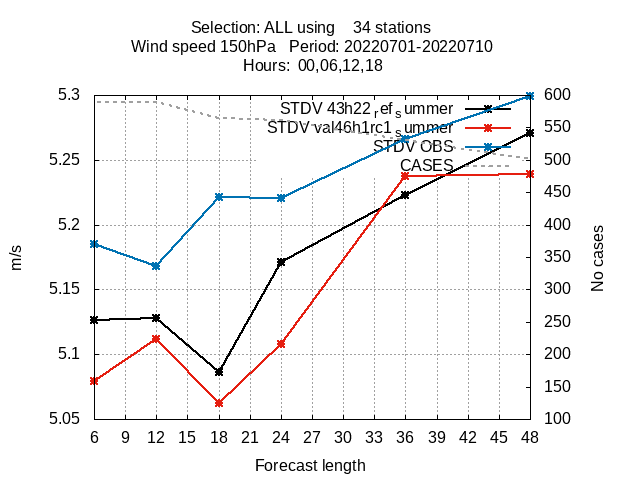 Selection: ALL using    34 stations
Wind speed 150hPa   Period: 20220701-20220710
Hours:  00,06,12,18
5.3
5.25
5.2
5.15
5.1
5.05
600
550
500
450
400
350
300
250
200
150
100
STDV 43h22_ref_summer
STDV val46h1rc1_summer
STDV OBS
CASES
m/s
No cases
6 9 12 15 18 21 24 27 30 33 36 39 42 45 48
Forecast length